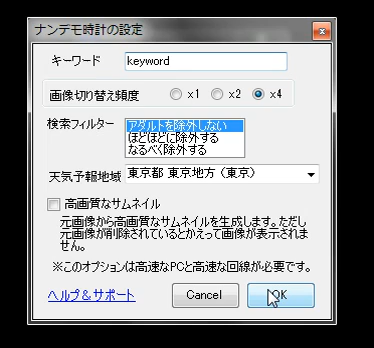 ナンデモ時計の設定
キーワード keyword
画像切り替え頻度 x1 x2 x4
検索フィルター アダルトを除外しない
ほどほどに除外する
なるべく除外する
天気予報地域 東京都 東京地方（東京）
高画質なサムネイル
元画像から高画質なサムネイルを生成します。ただし
元画像が削除されているとかえって画像が表示されま
せん。
※このオプションは高速なPCと高速な回線が必要です。
ヘルプ&サポート Cancel OK